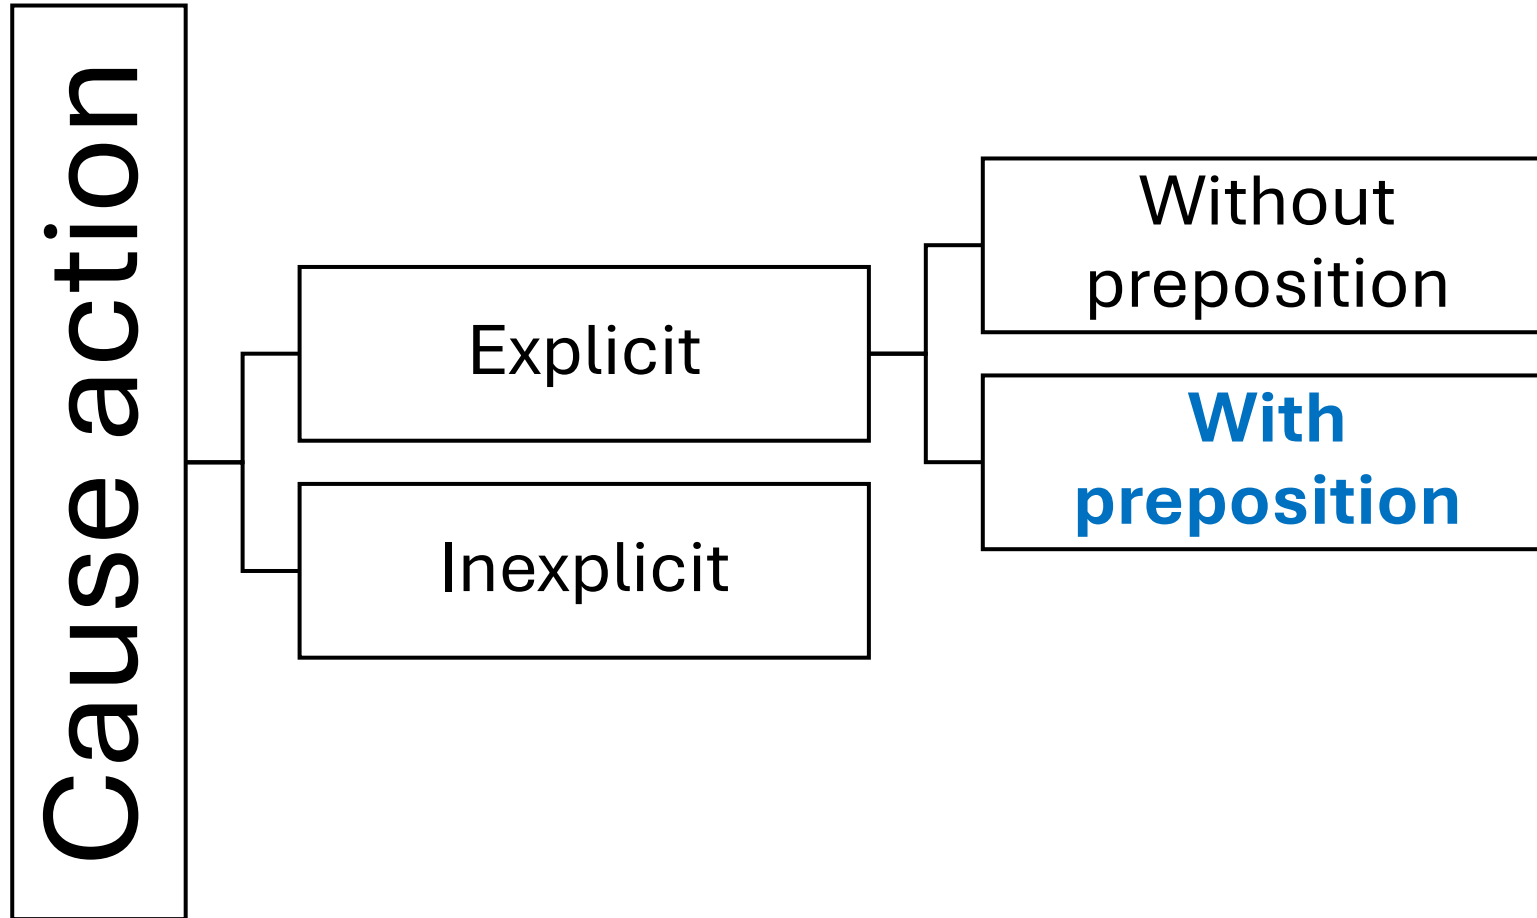 Cause action
Explicit
Inexplicit
Without
preposition
With
preposition